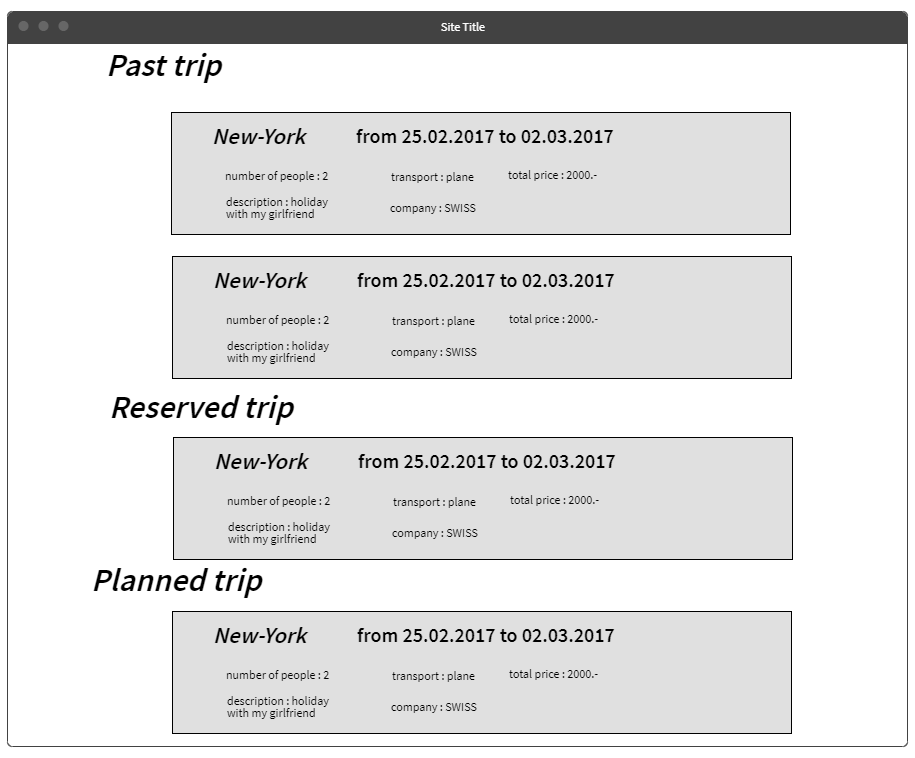 Site Title
Past trip
New-York from 25.02.2017 to 02.03.2017
number of people : 2 transport : plane total price : 2000.-
description : holiday
with my girlfriend
company : SWISS
New-York from 25.02.2017 to 02.03.2017
number of people : 2 transport : plane total price : 2000.-
description : holiday
with my girlfriend
company : SWISS
Reserved trip
New-York from 25.02.2017 to 02.03.2017
number of people : 2 transport : plane total price : 2000.-
description : holiday
with my girlfriend
company : SWISS
Planned trip
New-York from 25.02.2017 to 02.03.2017
number of people : 2 transport : plane total price : 2000.-
description : holiday
with my girlfriend
company : SWISS